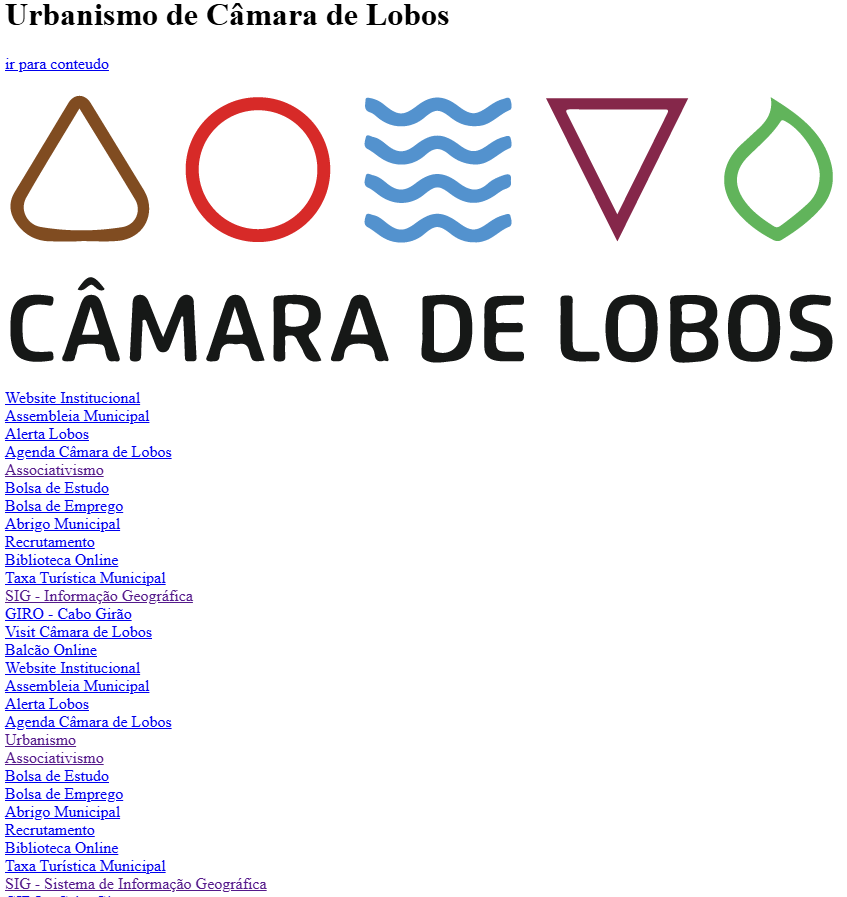 Urbanismo de Câmara de Lobos
ir para conteudo
CÂMARA DE LOBOS
Website Institucional
Assembleia Municipal
Alerta Lobos
Agenda Câmara de Lobos
Associativismo
Bolsa de Estudo
Bolsa de Emprego
Abrigo Municipal
Recrutamento
Biblioteca Online
Taxa Turística Municipal
SIG - Informação Geográfica
GIRO - Cabo Girão
Visit Câmara de Lobos
Balcão Online
Website Institucional
Assembleia Municipal
Alerta Lobos
Agenda Câmara de Lobos
Urbanismo
Associativismo
Bolsa de Estudo
Bolsa de Emprego
Abrigo Municipal
Recrutamento
Biblioteca Online
Taxa Turística Municipal
SIG - Sistema de Informação Geográfica